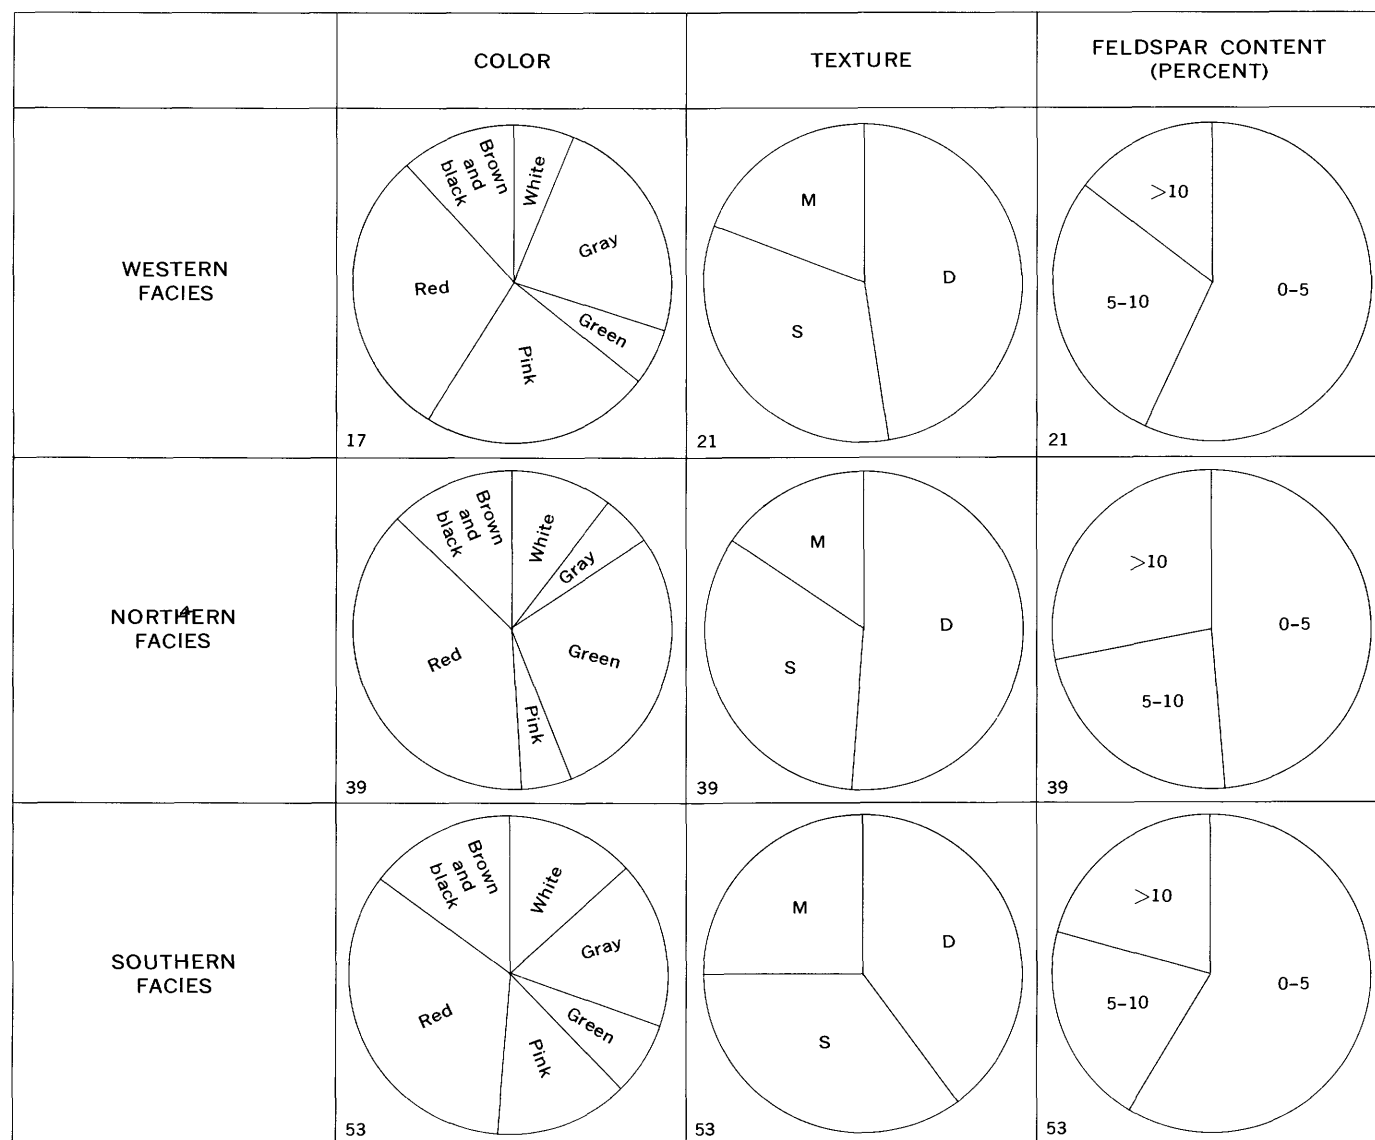 COLOR
TEXTURE
FELDSPAR CONTENT
(PERCENT)
WESTERN
FACIES
Brown
and
black
White
Gray
Green
Pink
Red
17
M
D
S
21
>10
5-10
0-5
21
NORTHERN
FACIES
Brown
and
black
White
Gray
Green
Pink
Red
39
M
D
S
39
>10
5-10
0-5
39
SOUTHERN
FACIES
Brown
and
black
White
Gray
Green
Pink
Red
53
M
D
S
53
>10
5-10
0-5
53